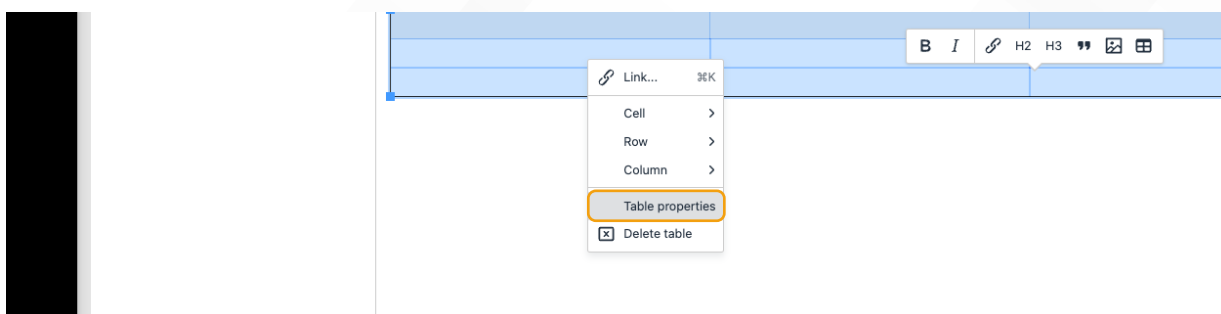 B I H2 H3
Link... ⌘K
Cell
Row
Column
Table properties
Delete table